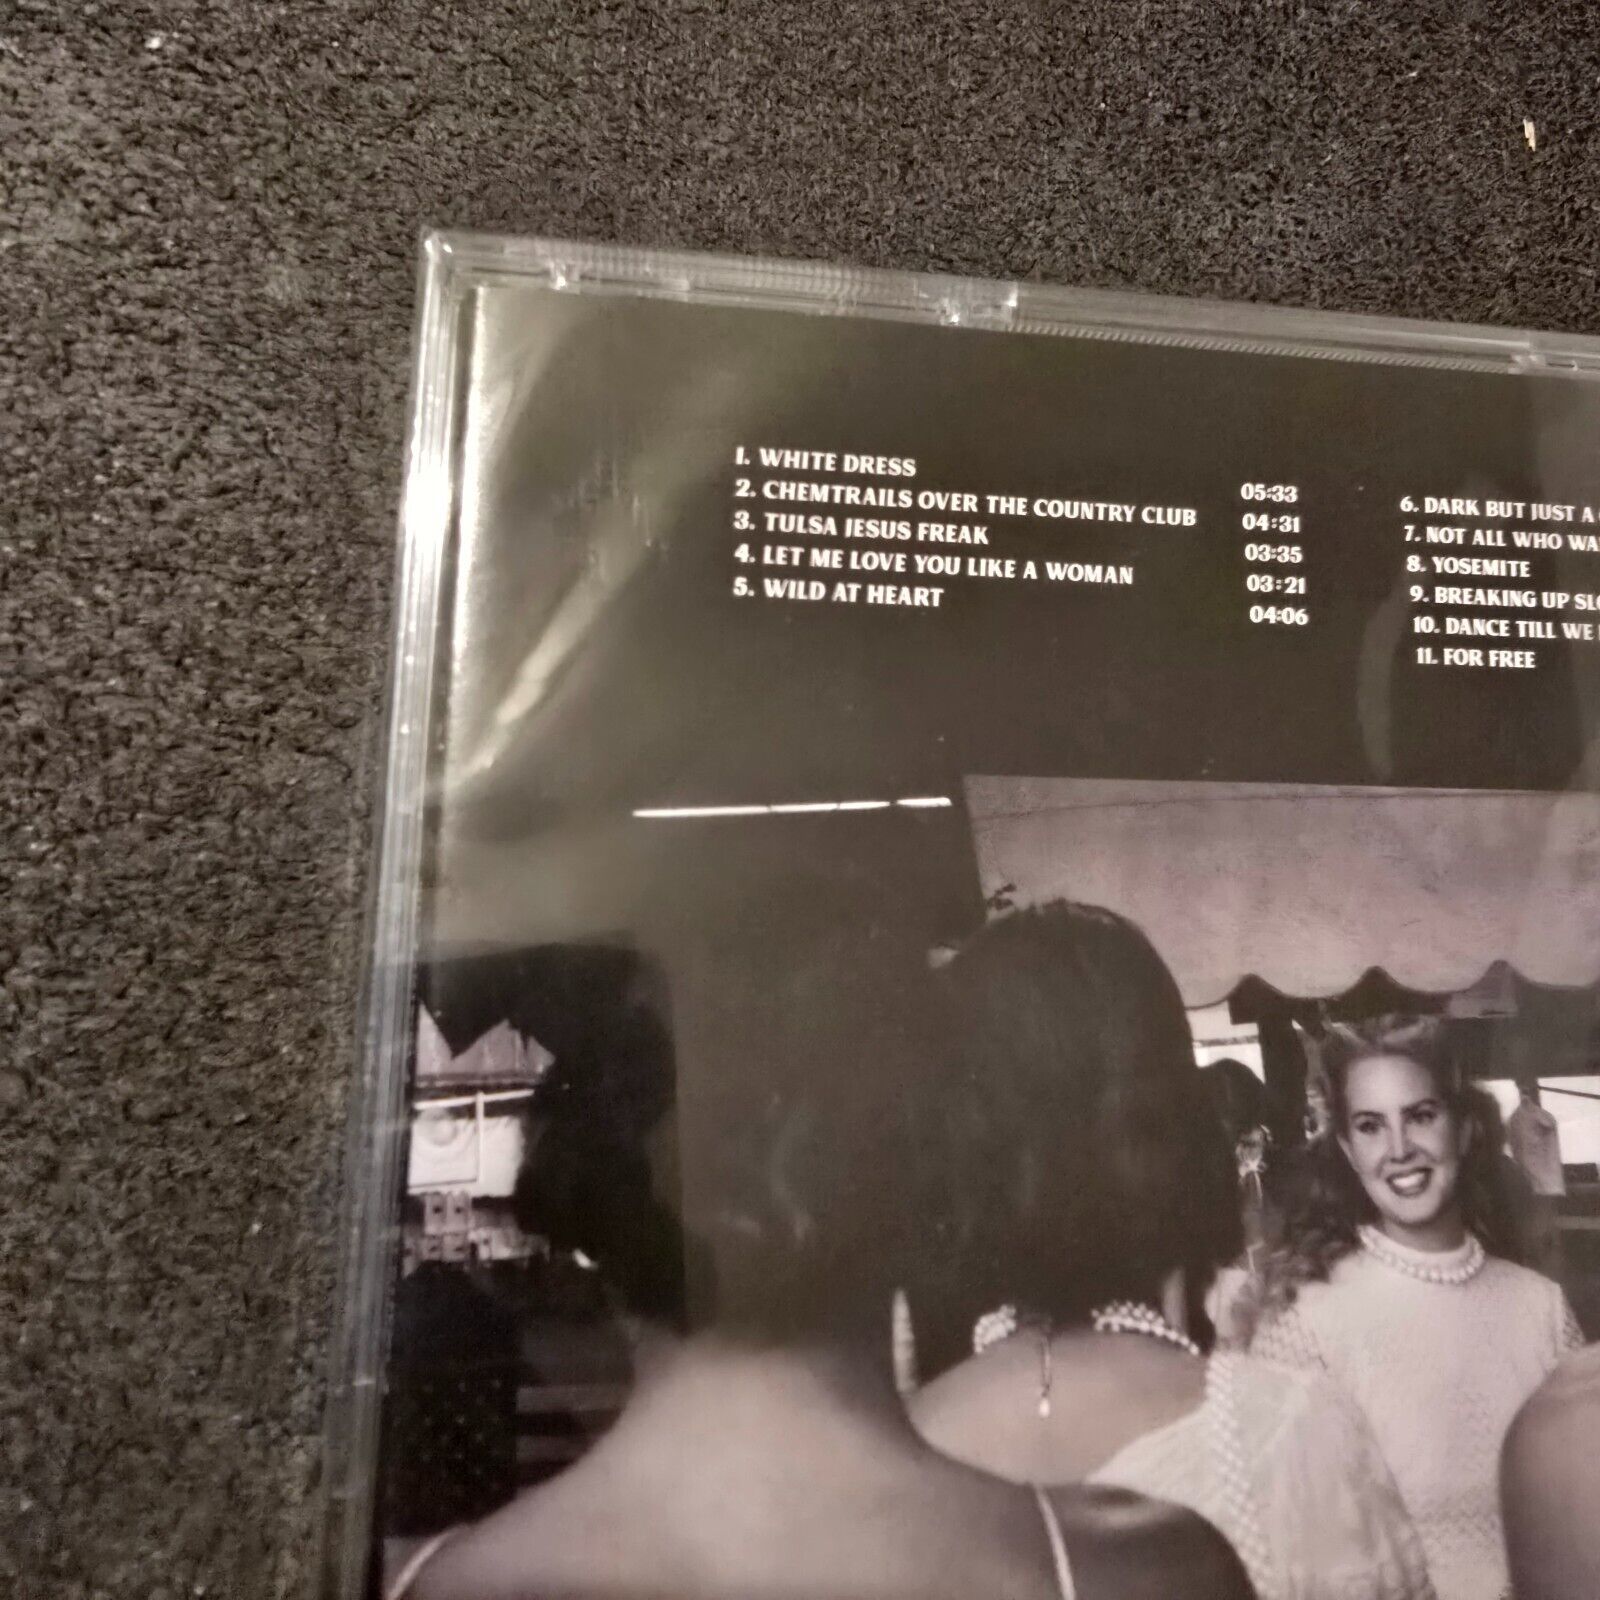 1. WHITE DRESS 05:33
2. CHEMTRAILS OVER THE COUNTRY CLUB 04:31
3. TULSA JESUS FREAK 03:35
4. LET ME LOVE YOU LIKE A WOMAN 03:21
5. WILD AT HEART 04:06
6. DARK BUT JUST A
7. NOT ALL WHO
8. YOSEMITE
9. BREAKING UP
10. DANCE TILL WE
11. FOR FREE